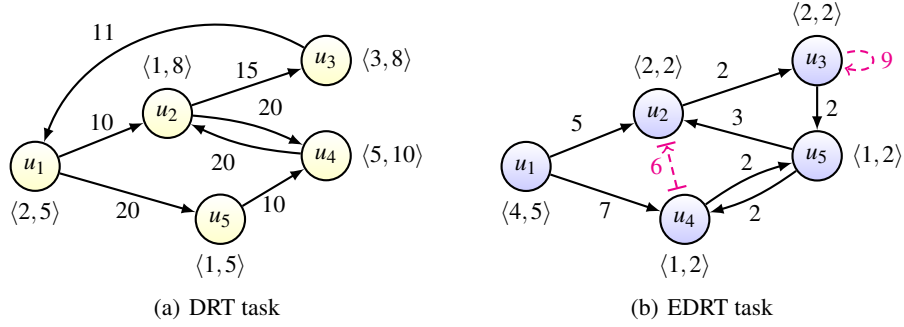 11
u3
⟨3,8⟩
⟨1,8⟩
15
u2
20
10
20
u4
⟨5,10⟩
u1
⟨2,5⟩
20
u5
10
⟨1,5⟩
(a) DRT task
⟨2,2⟩
u3
9
⟨2,2⟩
2
u2
2
5
3
u5
⟨1,2⟩
6
2
u1
⟨4,5⟩
7
u4
2
⟨1,2⟩
(b) EDRT task